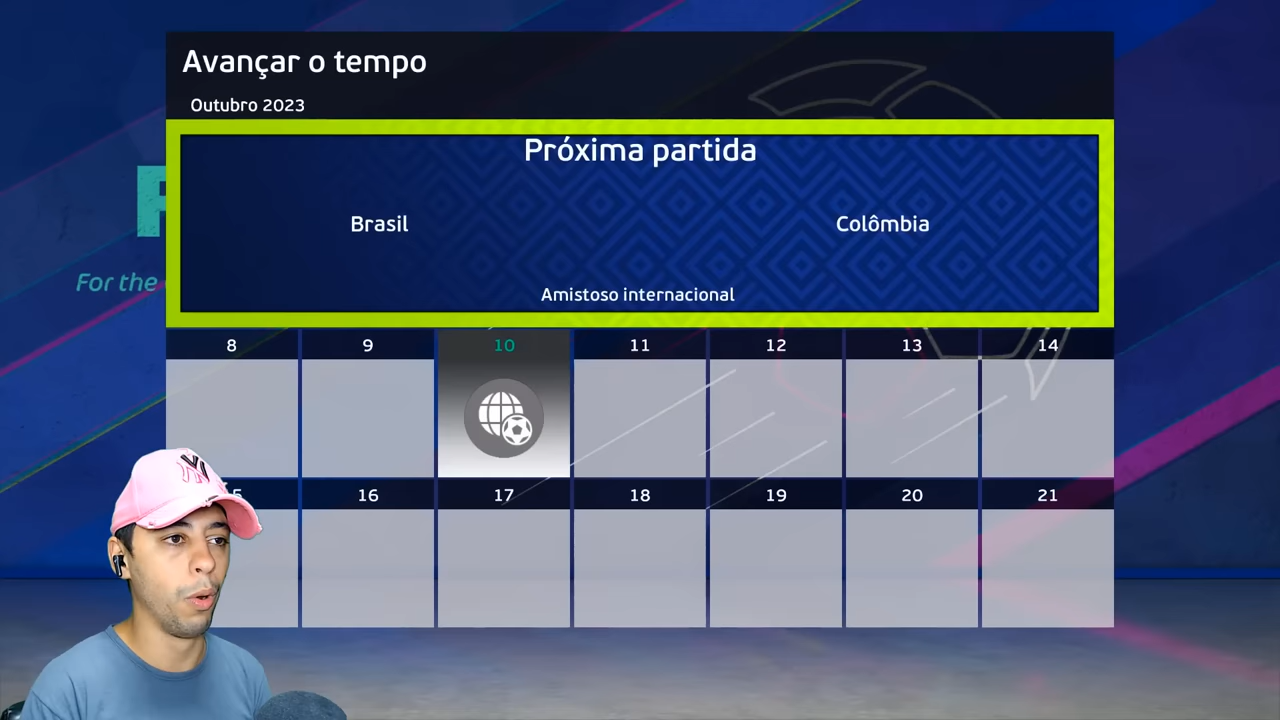 Avançar o tempo
Outubro 2023
Próxima partida
Brasil
Colômbia
For the
Amistoso internacional
8 9 10 11 12 13 14
16 17 18 19 20 21
NY